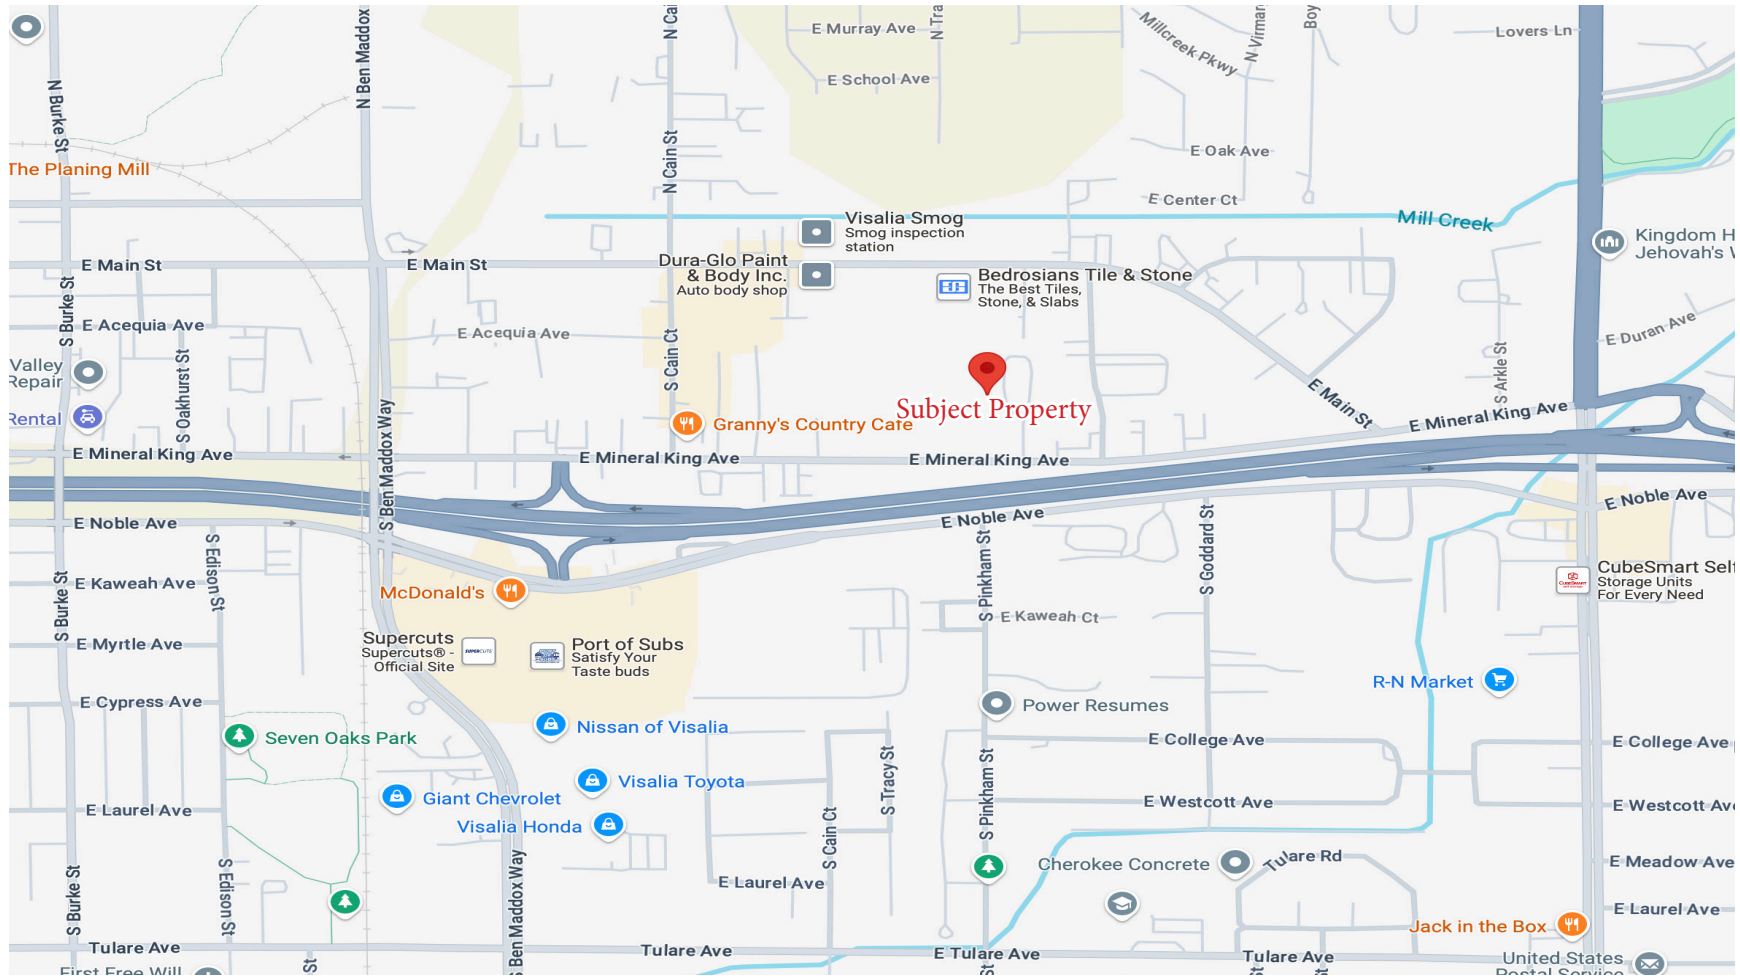 E Murray Ave
E School Ave
Millcreek Pkwy
Lovers Ln
N Burke St
N Ben Maddox
N Cain St
The Planing Mill
E Oak Ave
E Center Ct
Mill Creek
Visalia Smog
Smog inspection
station
Kingdom H
Jehovah's W
E Main St
E Main St
Dura-Glo Paint
& Body Inc.
Auto body shop
Bedrosians Tile & Stone
The Best Tiles,
Stone, & Slabs
S Burke St
E Acequia Ave
E Acequia Ave
E Duran Ave
Valley
Repair
S Oakhurst St
S Cain Ct
S Arkle St
Rental
Subject Property
E Main St
Granny's Country Cafe
E Mineral King Ave
E Mineral King Ave
E Mineral King Ave
E Mineral King Ave
S Ben Maddox Way
E Noble Ave
E Noble Ave
E Noble Ave
S Edison St
S Pinkham St
S Goddard St
E Kaweah Ave
McDonald's
CubeSmart Self
Storage Units
For Every Need
CubeSmart
S Burke St
E Kaweah Ct
E Myrtle Ave
Supercuts
Supercuts® -
Official Site
SUPERCUTS
Port of Subs
Satisfy Your
Taste buds
R-N Market
E Cypress Ave
Power Resumes
Nissan of Visalia
Seven Oaks Park
E College Ave
E College Ave
S Tracy St
S Pinkham St
Visalia Toyota
Giant Chevrolet
E Westcott Ave
E Westcott Ave
E Laurel Ave
Visalia Honda
S Cain Ct
Cherokee Concrete
Tulare Rd
E Meadow Ave
S Burke St
S Edison St
S Ben Maddox Way
E Laurel Ave
E Laurel Ave
Jack in the Box
Tulare Ave
Tulare Ave
E Tulare Ave
Tulare Ave
United States
Postal Service
First Free Will
St
St